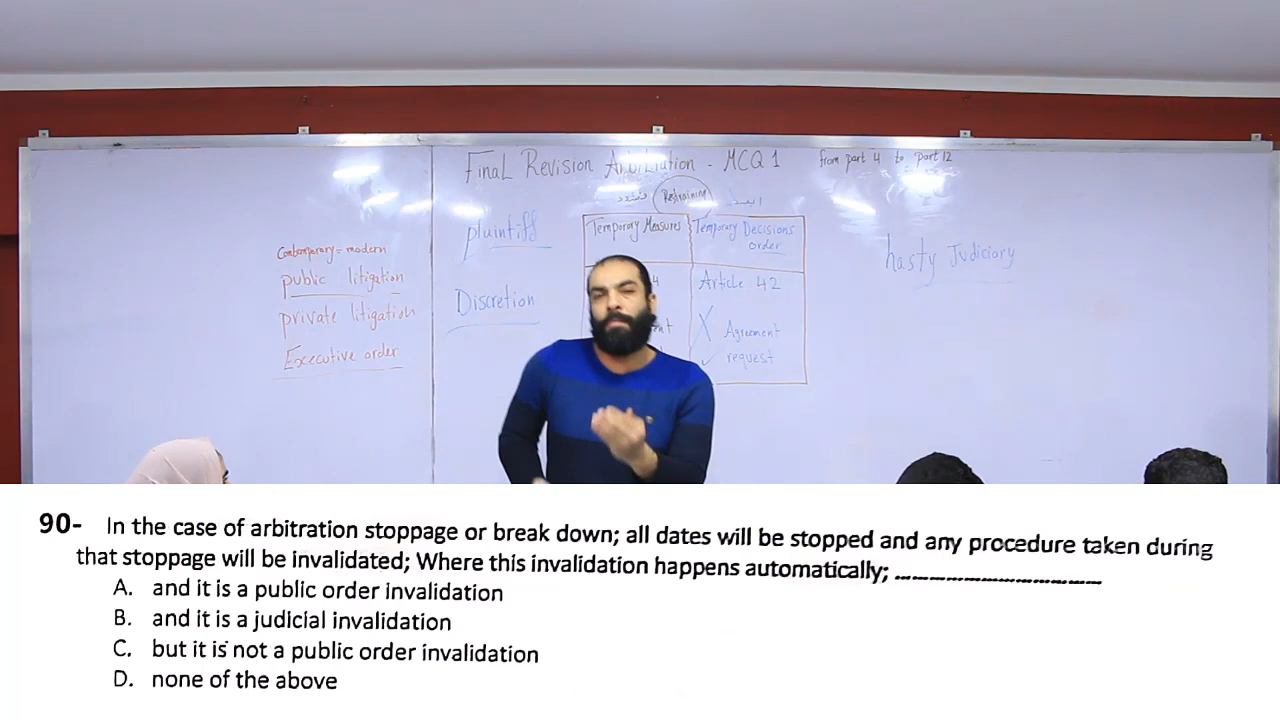 Final Revision Arbitration - MCQ 1 from part 4 to part 12
Restraining
plaintiff
Temporary Measures
Temporary Decisions
order
Contemporary = modern
public litigation
private litigation
Executive order
Discretion
4
Article 42
X Agreement
✓ request
hasty Judiciary
90- In the case of arbitration stoppage or break down; all dates will be stopped and any procedure taken during
that stoppage will be invalidated; Where this invalidation happens automatically; ____________
A. and it is a public order invalidation
B. and it is a judicial invalidation
C. but it is not a public order invalidation
D. none of the above